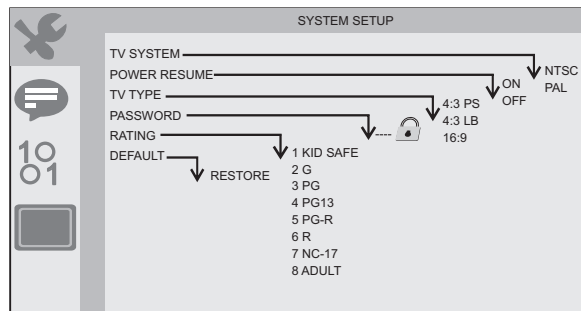 SYSTEM SETUP
TV SYSTEM
POWER RESUME
TV TYPE
PASSWORD
RATING
DEFAULT
NTSC
PAL
ON
OFF
4:3 PS
4:3 LB
16:9
----
1 KID SAFE
2 G
3 PG
4 PG13
5 PG-R
6 R
7 NC-17
8 ADULT
RESTORE
10
01